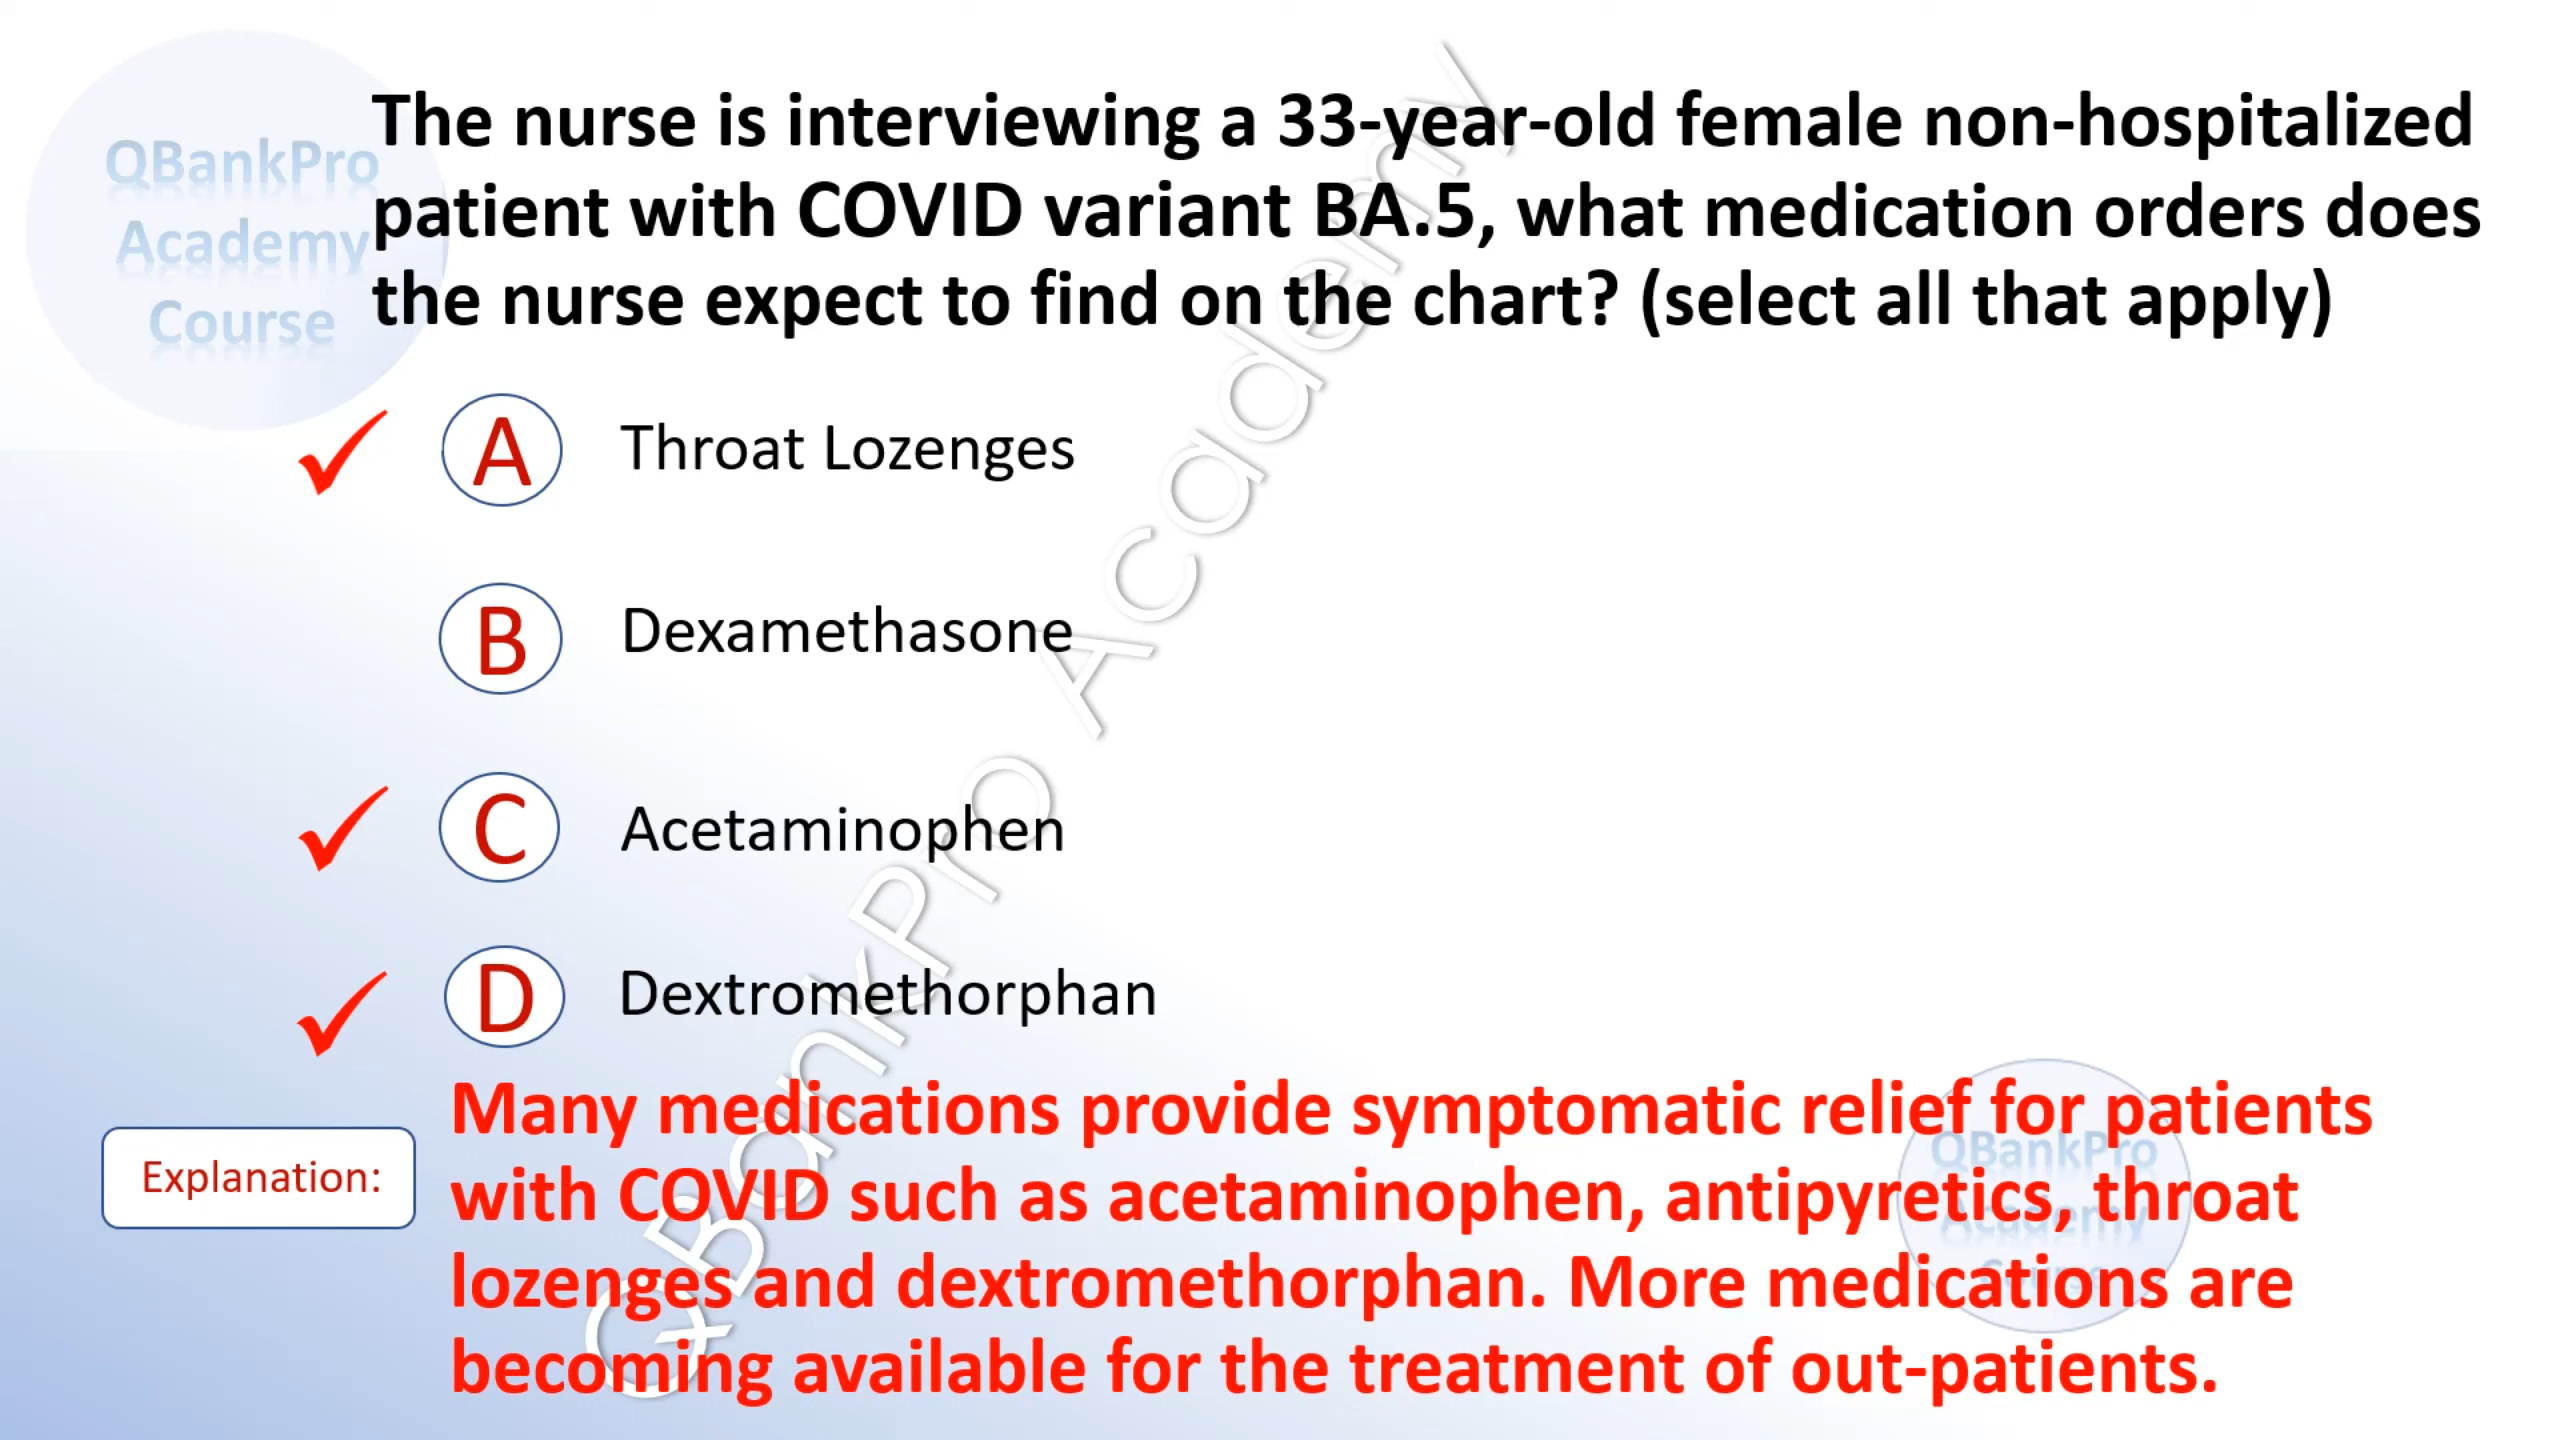 QBankPro
Academy
Course
The nurse is interviewing a 33-year-old female non-hospitalized
patient with COVID variant BA.5, what medication orders does
the nurse expect to find on the chart? (select all that apply)
A Throat Lozenges
B Dexamethasone
C Acetaminophen
D Dextromethorphan
QBankPro Academy
Explanation:
Many medications provide symptomatic relief for patients
with COVID such as acetaminophen, antipyretics, throat
lozenges and dextromethorphan. More medications are
becoming available for the treatment of out-patients.
QBankPro
Academy
Course